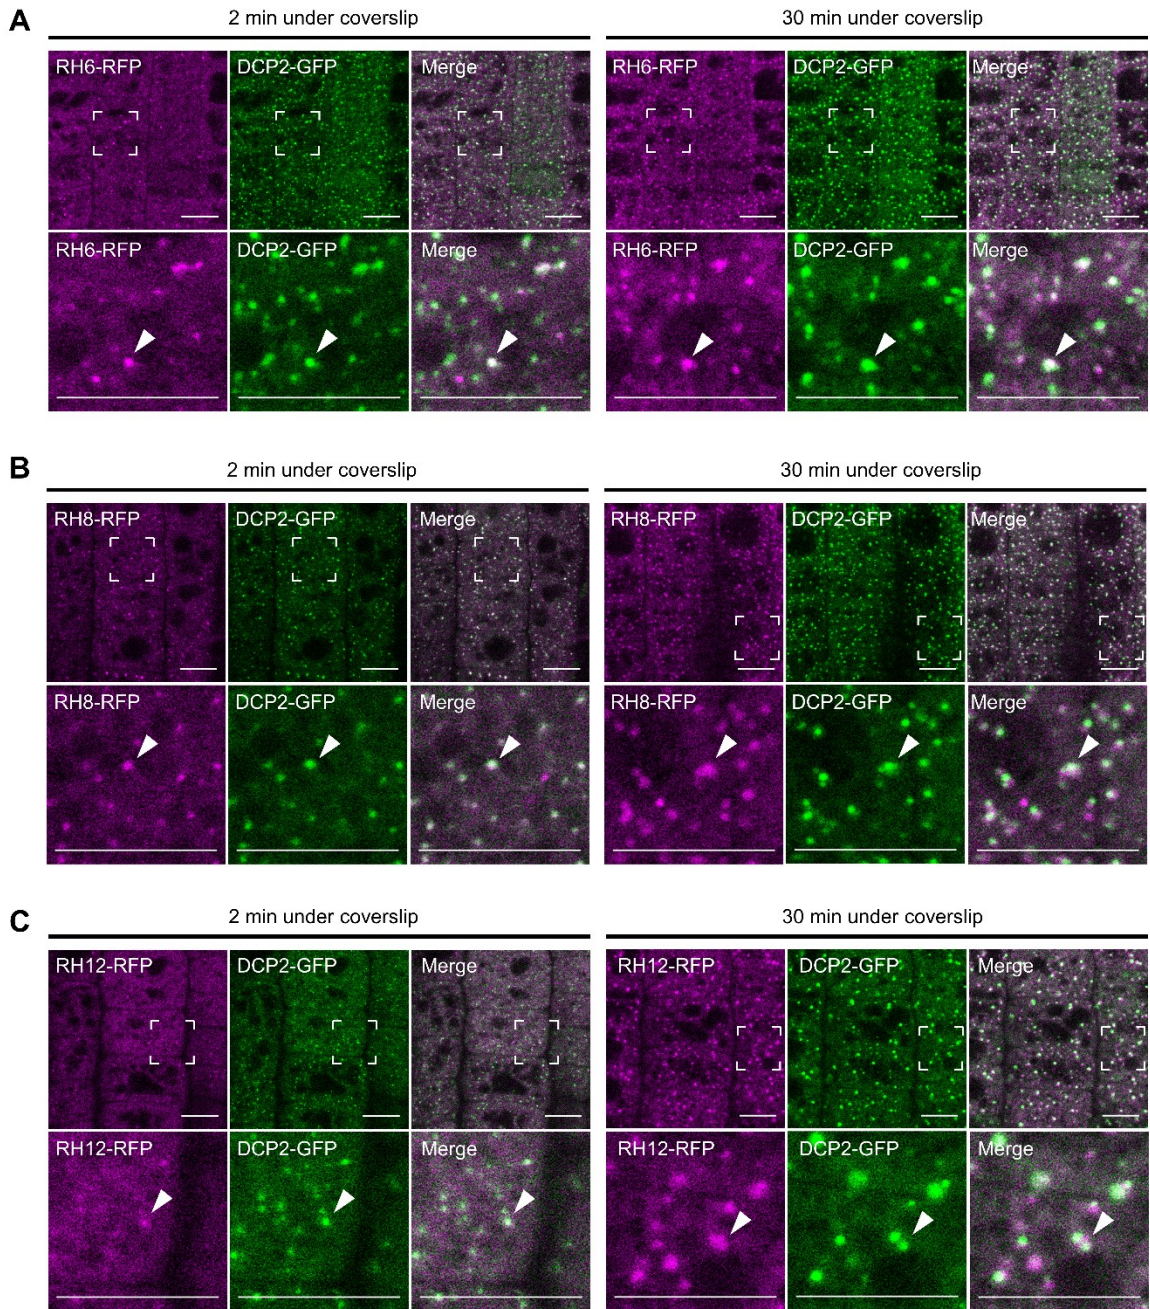 A
2 min under coverslip
30 min under coverslip
RH6-RFP DCP2-GFP Merge RH6-RFP DCP2-GFP Merge
RH6-RFP DCP2-GFP Merge RH6-RFP DCP2-GFP Merge
B
2 min under coverslip
30 min under coverslip
RH8-RFP DCP2-GFP Merge RH8-RFP DCP2-GFP Merge
RH8-RFP DCP2-GFP Merge RH8-RFP DCP2-GFP Merge
C
2 min under coverslip
30 min under coverslip
RH12-RFP DCP2-GFP Merge RH12-RFP DCP2-GFP Merge
RH12-RFP DCP2-GFP Merge RH12-RFP DCP2-GFP Merge